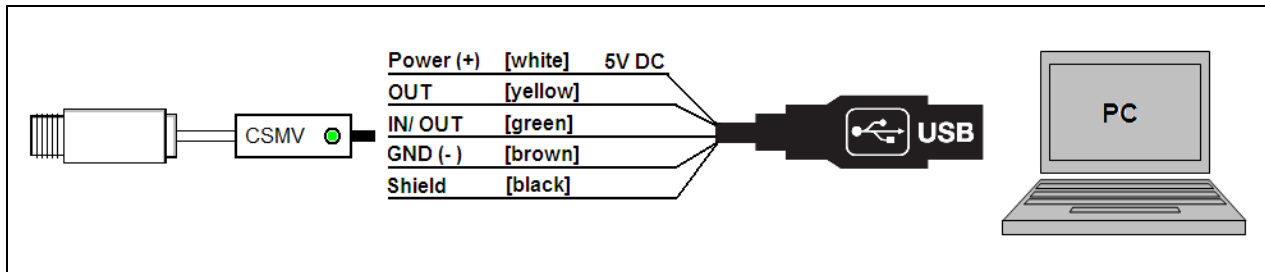 Power (+) [white] 5V DC
OUT [yellow]
IN/ OUT [green]
GND (-) [brown]
Shield [black]
CSMV
USB
PC